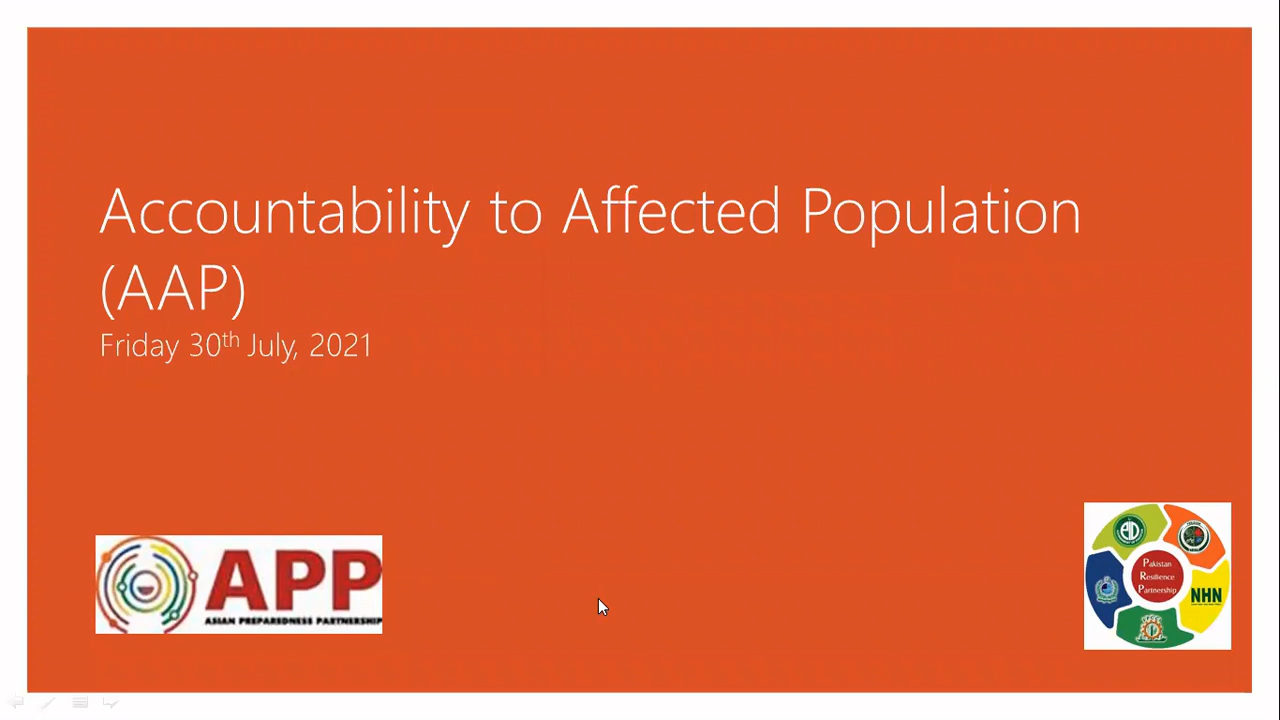 Accountability to Affected Population
(AAP)
Friday 30th July, 2021
APP
ASIAN PREPAREDNESS PARTNERSHIP
Pakistan
Resilience
Partnership
NHN